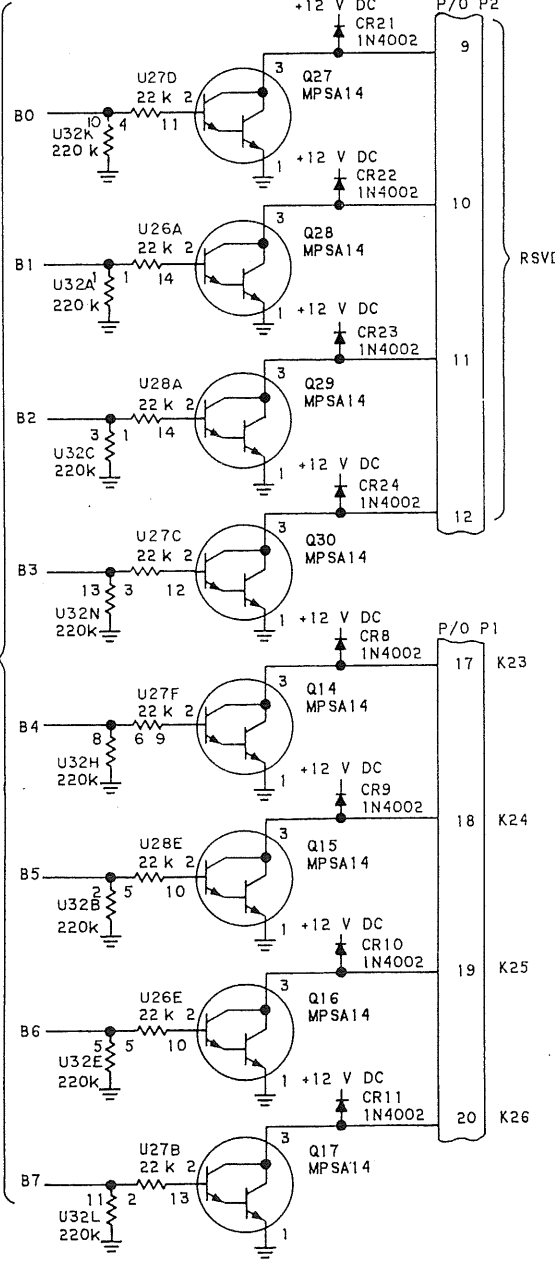 +12 V DC P/O P2
CR21
1N4002
9
3
Q27
MPSA14
U27D
22 k 2
B0
10 4 11
U32K
220 k
1
+12 V DC
CR22
1N4002
10
3
Q28
MPSA14
U26A
22 k 2
B1
1 1 14
U32A
220 k
1
RSVD
+12 V DC
CR23
1N4002
11
3
Q29
MPSA14
U28A
22 k 2
B2
3 1 14
U32C
220k
1
+12 V DC
CR24
1N4002
12
3
Q30
MPSA14
U27C
22 k 2
B3
13 3 12
U32N
220k
1
+12 V DC P/O P1
CR8
1N4002
17 K23
3
Q14
MPSA14
U27F
22 k 2
B4
8 6 9
U32H
220k
1
+12 V DC
CR9
1N4002
18 K24
3
Q15
MPSA14
U28E
22 k 2
B5
2 5 10
U32B
220k
1
+12 V DC
CR10
1N4002
19 K25
3
Q16
MPSA14
U26E
22 k 2
B6
5 5 10
U32E
220k
1
+12 V DC
CR11
1N4002
20 K26
3
Q17
MPSA14
U27B
22 k 2
B7
11 2 13
U32L
220k
1